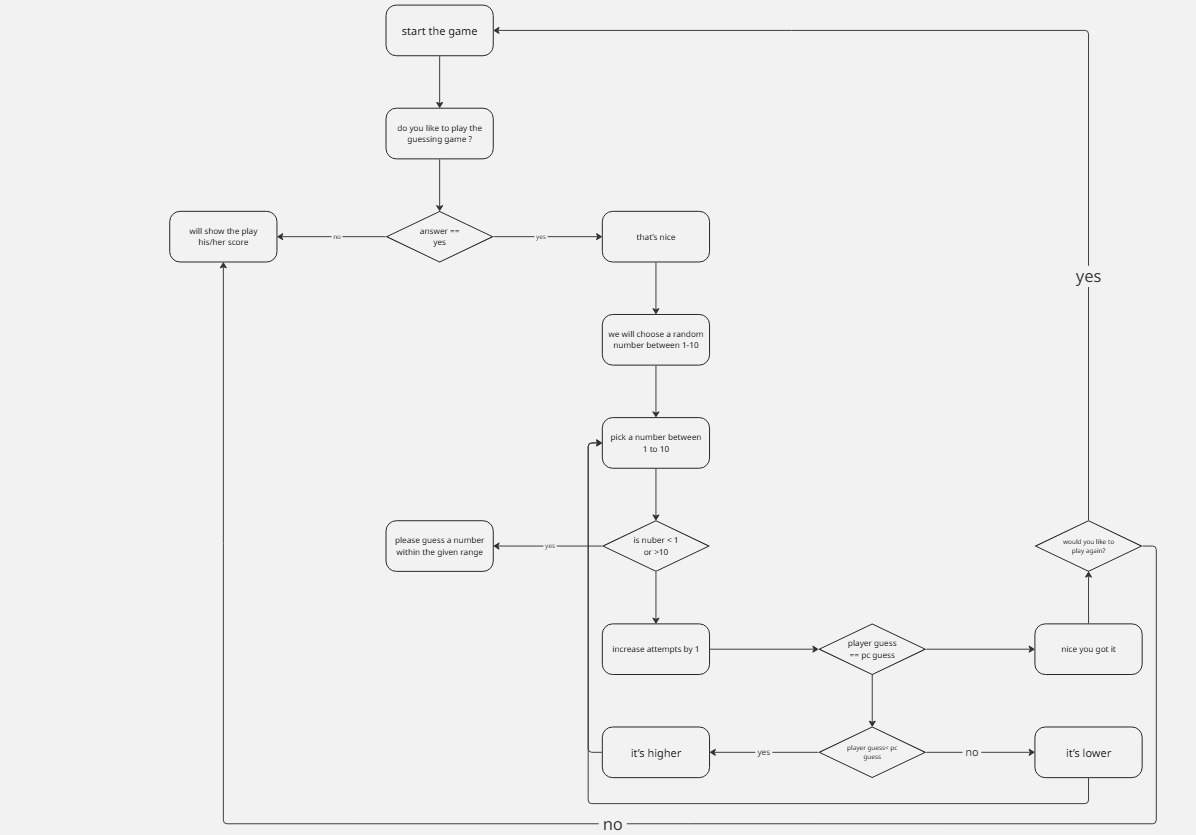 start the game
do you like to play the
guessing game ?
will show the play
his/her score
no
answer ==
yes
yes
that's nice
yes
we will choose a random
number between 1-10
pick a number between
1 to 10
please guess a number
within the given range
yes
is nuber < 1
or >10
would you like to
play again?
increase attempts by 1
player guess
== pc guess
nice you got it
it's higher
yes
player guess< pc
guess
no
it's lower
no